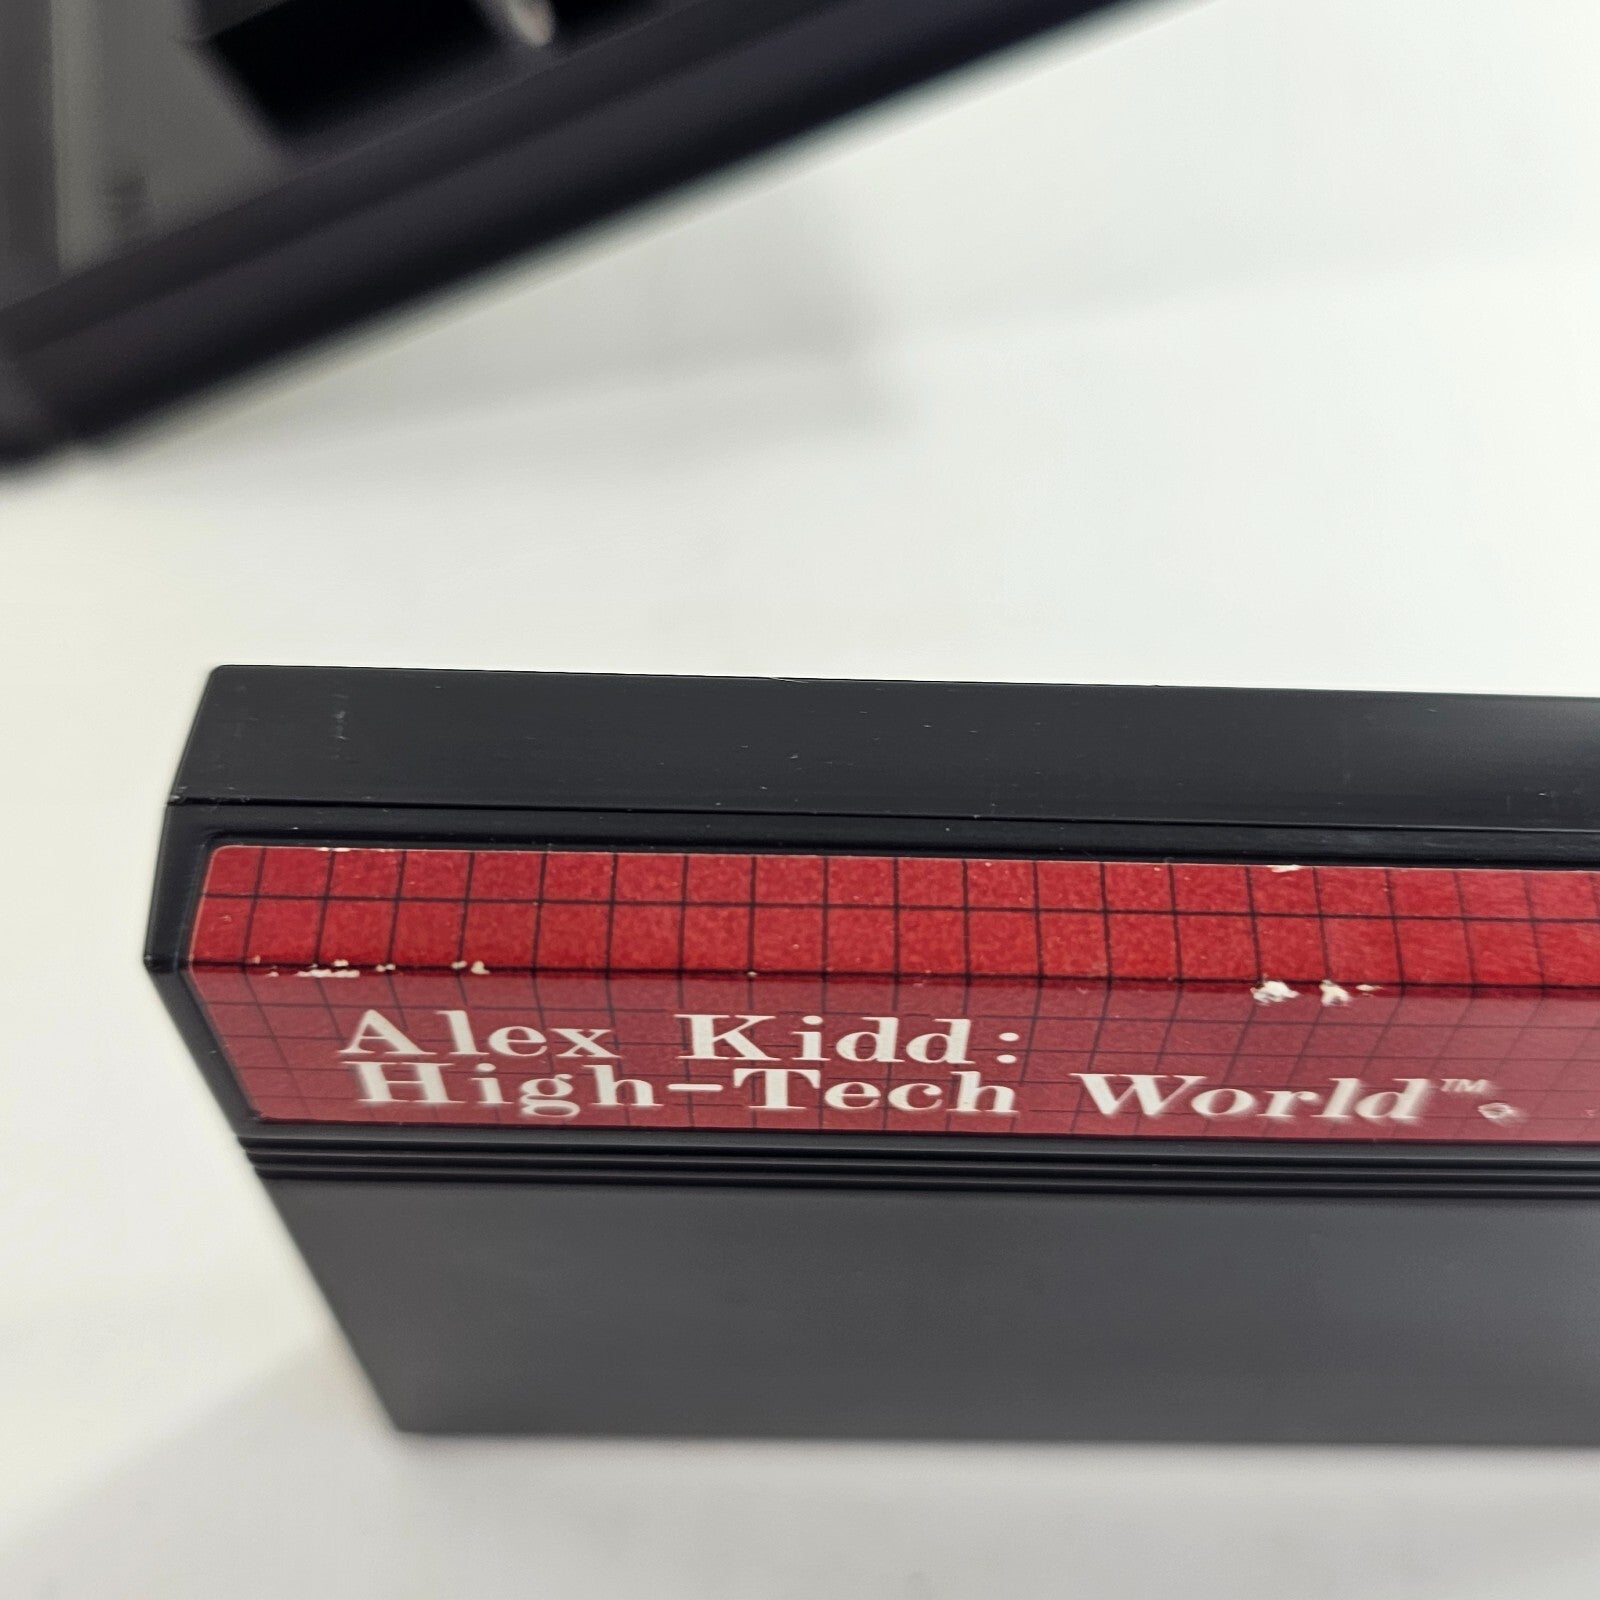 Alex Kidd:
High-Tech World™